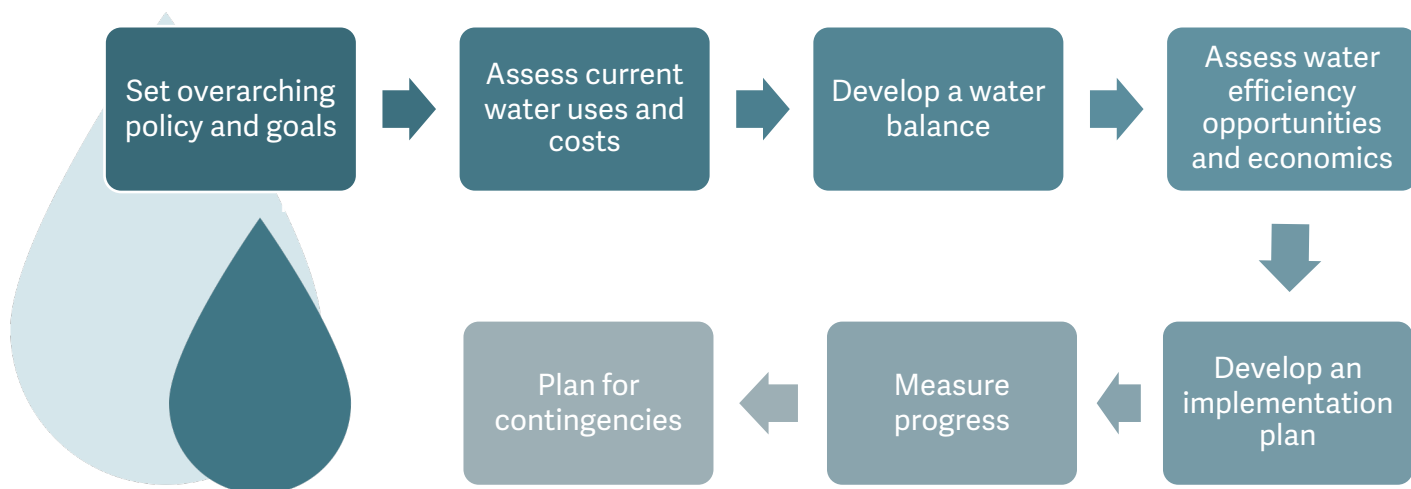 Set overarching
policy and goals
Assess current
water uses and
costs
Develop a water
balance
Assess water
efficiency
opportunities
and economics
Develop an
implementation
plan
Measure
progress
Plan for
contingencies